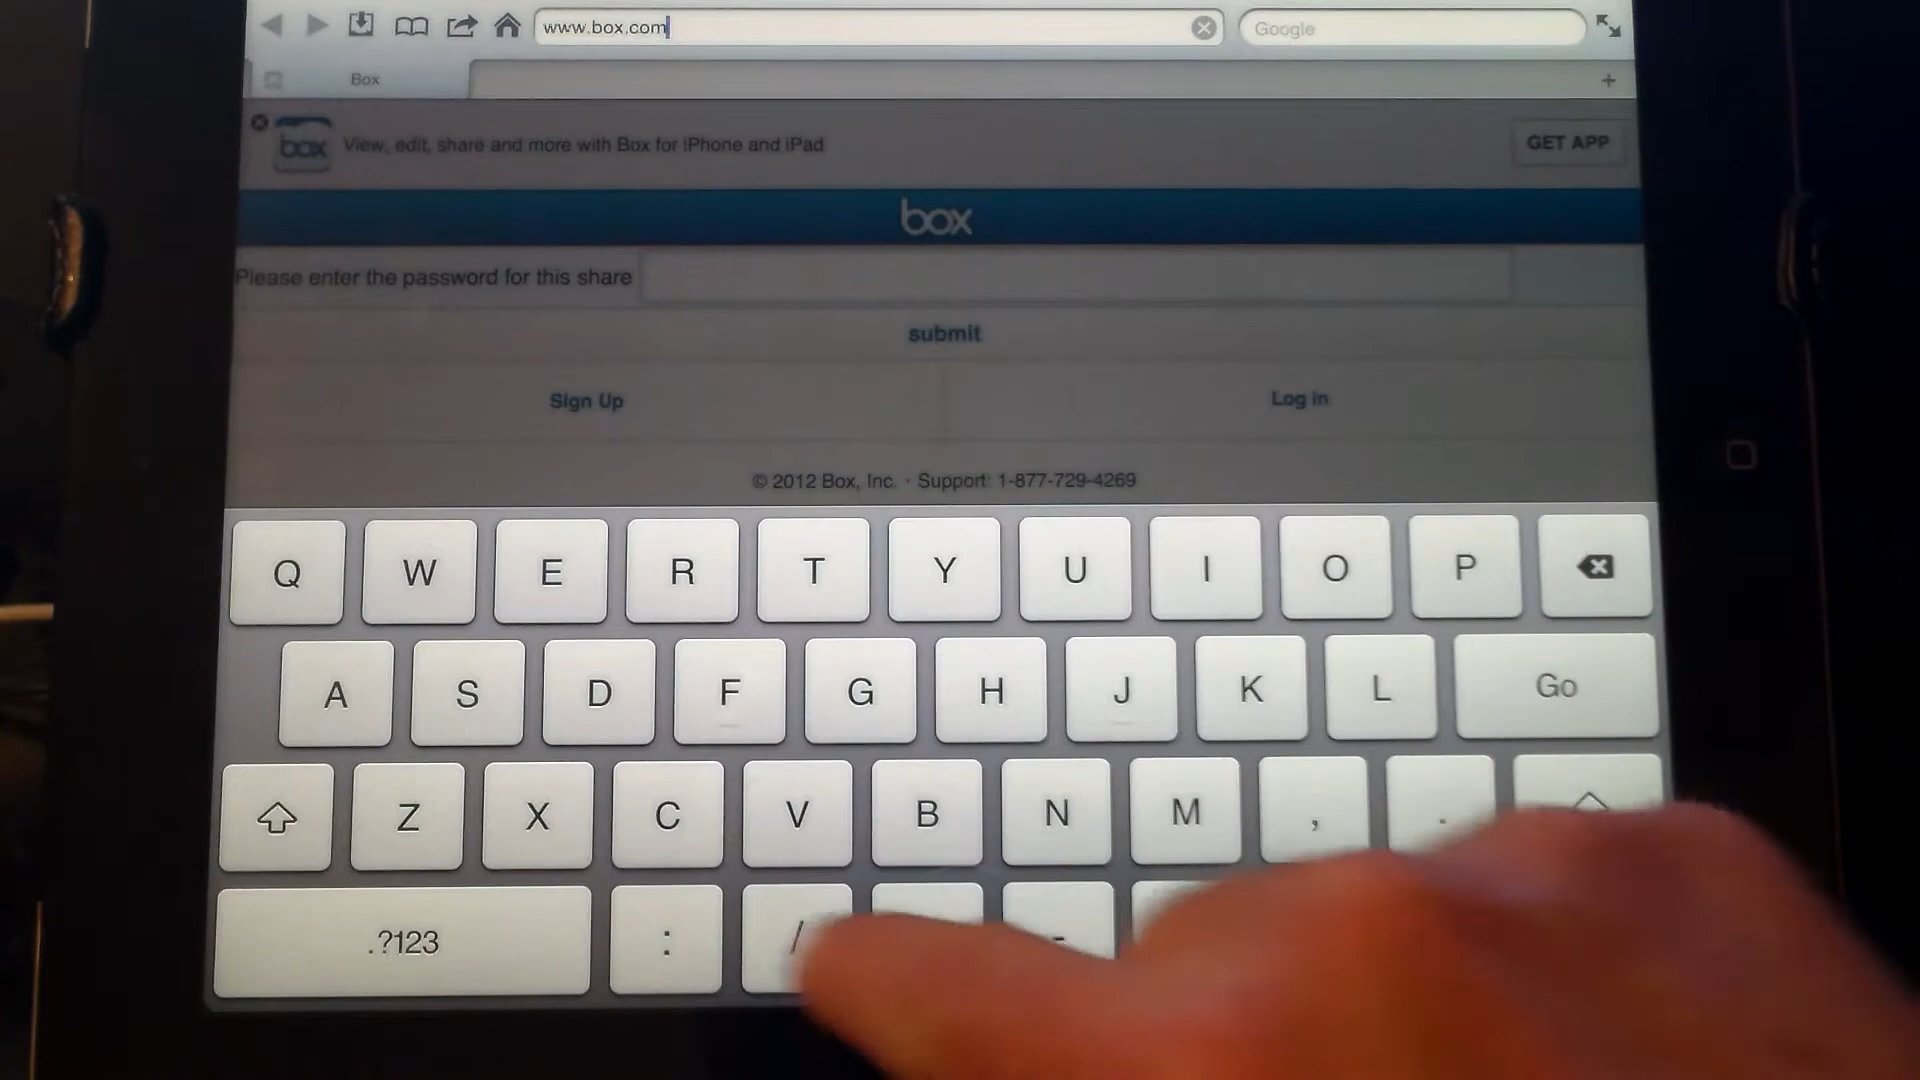 www.box.com
Google
Box
+
box
View, edit, share and more with Box for iPhone and iPad
GET APP
box
Please enter the password for this share
submit
Sign Up
Log in
© 2012 Box, Inc. · Support: 1-877-729-4269
Q W E R T Y U I O P
A S D F G H J K L Go
Z X C V B N M , .
.?123 : / -